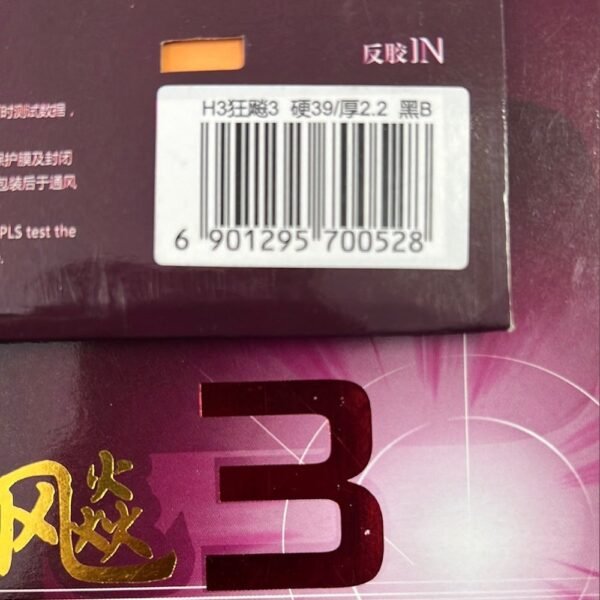 反胶IN
H3狂飚3 硬39/厚2.2 黑B
时测试数据，
保护膜及封闭
包装后于通风
PLS test the
6 901295 700528
飚3